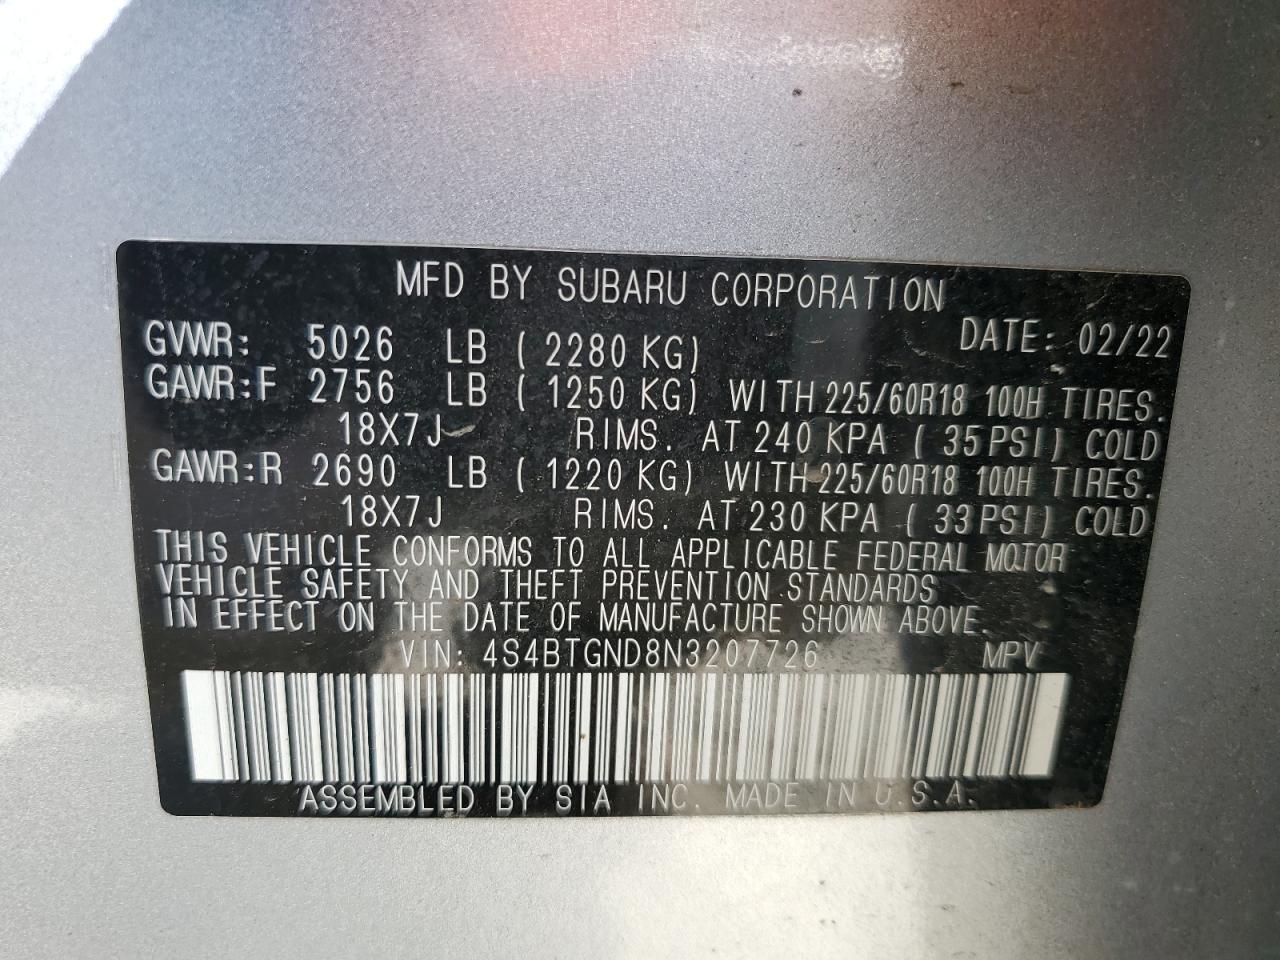 MFD BY SUBARU CORPORATION
GVWR: 5026 LB ( 2280 KG) DATE: 02/22
GAWR:F 2756 LB ( 1250 KG) WITH 225/60R18 100H TIRES.
18X7J RIMS. AT 240 KPA ( 35 PSI) COLD
GAWR:R 2690 LB ( 1220 KG) WITH 225/60R18 100H TIRES.
18X7J RIMS. AT 230 KPA ( 33 PSI) COLD
THIS VEHICLE CONFORMS TO ALL APPLICABLE FEDERAL MOTOR
VEHICLE SAFETY AND THEFT PREVENTION STANDARDS
IN EFFECT ON THE DATE OF MANUFACTURE SHOWN ABOVE.
VIN: 4S4BTGND8N3207726 MPV
ASSEMBLED BY SIA INC. MADE IN U.S.A.